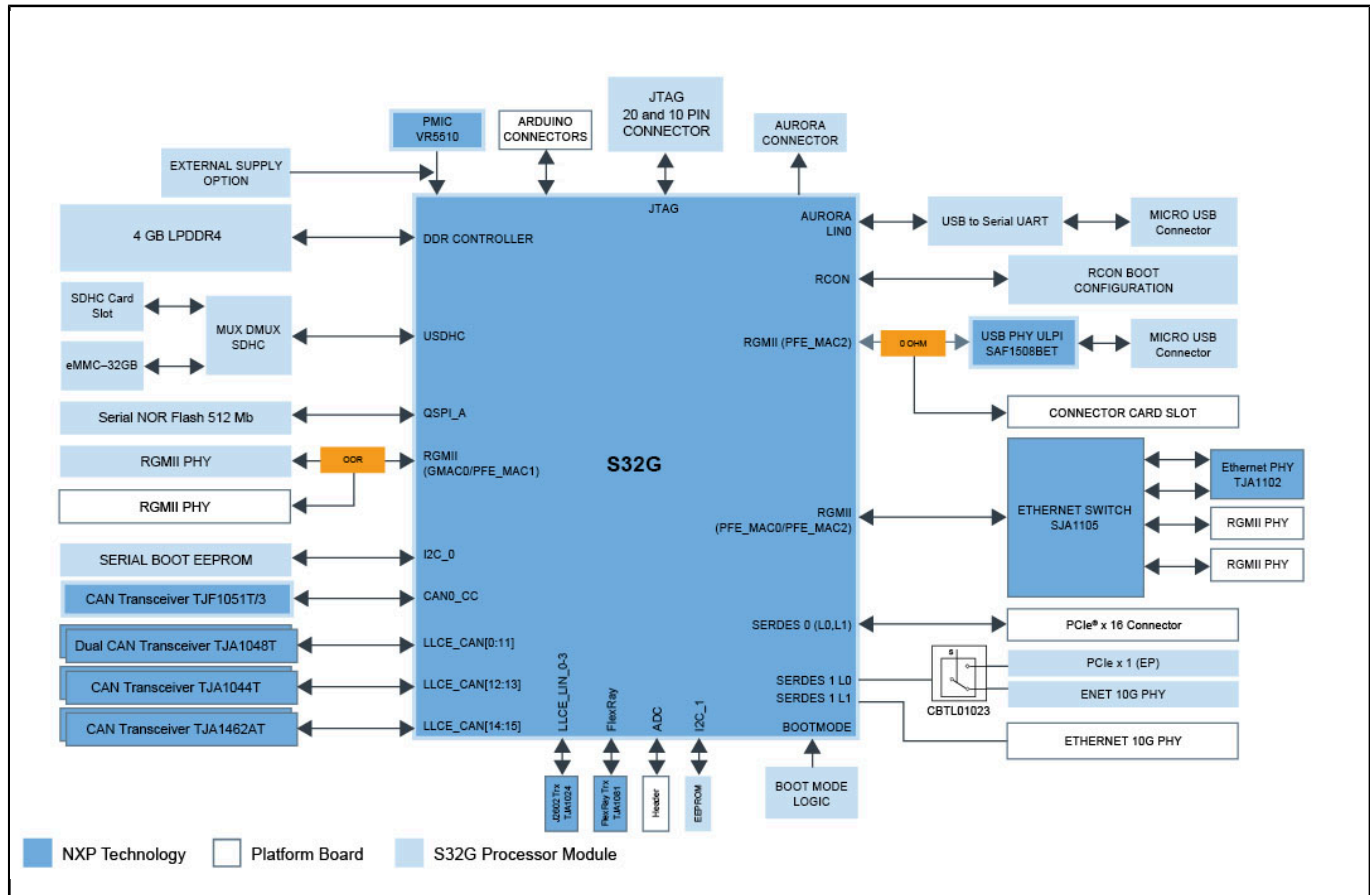 PMIC
VR5510
ARDUINO
CONNECTORS
JTAG
20 and 10 PIN
CONNECTOR
AURORA
CONNECTOR
EXTERNAL SUPPLY
OPTION
JTAG
4 GB LPDDR4
DDR CONTROLLER
AURORA
LIN0
USB to Serial UART
MICRO USB
Connector
SDHC Card
Slot
MUX DMUX
SDHC
eMMC–32GB
USDHC
RCON
RCON BOOT
CONFIGURATION
RGMII (PFE_MAC2)
0 OHM
USB PHY ULPI
SAF1508BET
MICRO USB
Connector
CONNECTOR CARD SLOT
Serial NOR Flash 512 Mb
QSPI_A
RGMII PHY
OOR
RGMII
(GMAC0/PFE_MAC1)
RGMII PHY
S32G
RGMII
(PFE_MAC0/PFE_MAC2)
ETHERNET SWITCH
SJA1105
Ethernet PHY
TJA1102
RGMII PHY
RGMII PHY
SERIAL BOOT EEPROM
I2C_0
CAN Transceiver TJF1051T/3
CAN0_CC
Dual CAN Transceiver TJA1048T
LLCE_CAN[0:11]
CAN Transceiver TJA1044T
LLCE_CAN[12:13]
CAN Transceiver TJA1462AT
LLCE_CAN[14:15]
SERDES 0 (L0,L1)
PCIe® x 16 Connector
SERDES 1 L0
SERDES 1 L1
S
CBTL01023
PCIe x 1 (EP)
ENET 10G PHY
ETHERNET 10G PHY
BOOTMODE
BOOT MODE
LOGIC
LLCE_LIN_0-3
FlexRay
ADC
I2C_1
J2602 Trx
TJA1024
FlexRay Trx
TJA1081
Header
EEPROM
NXP Technology
Platform Board
S32G Processor Module